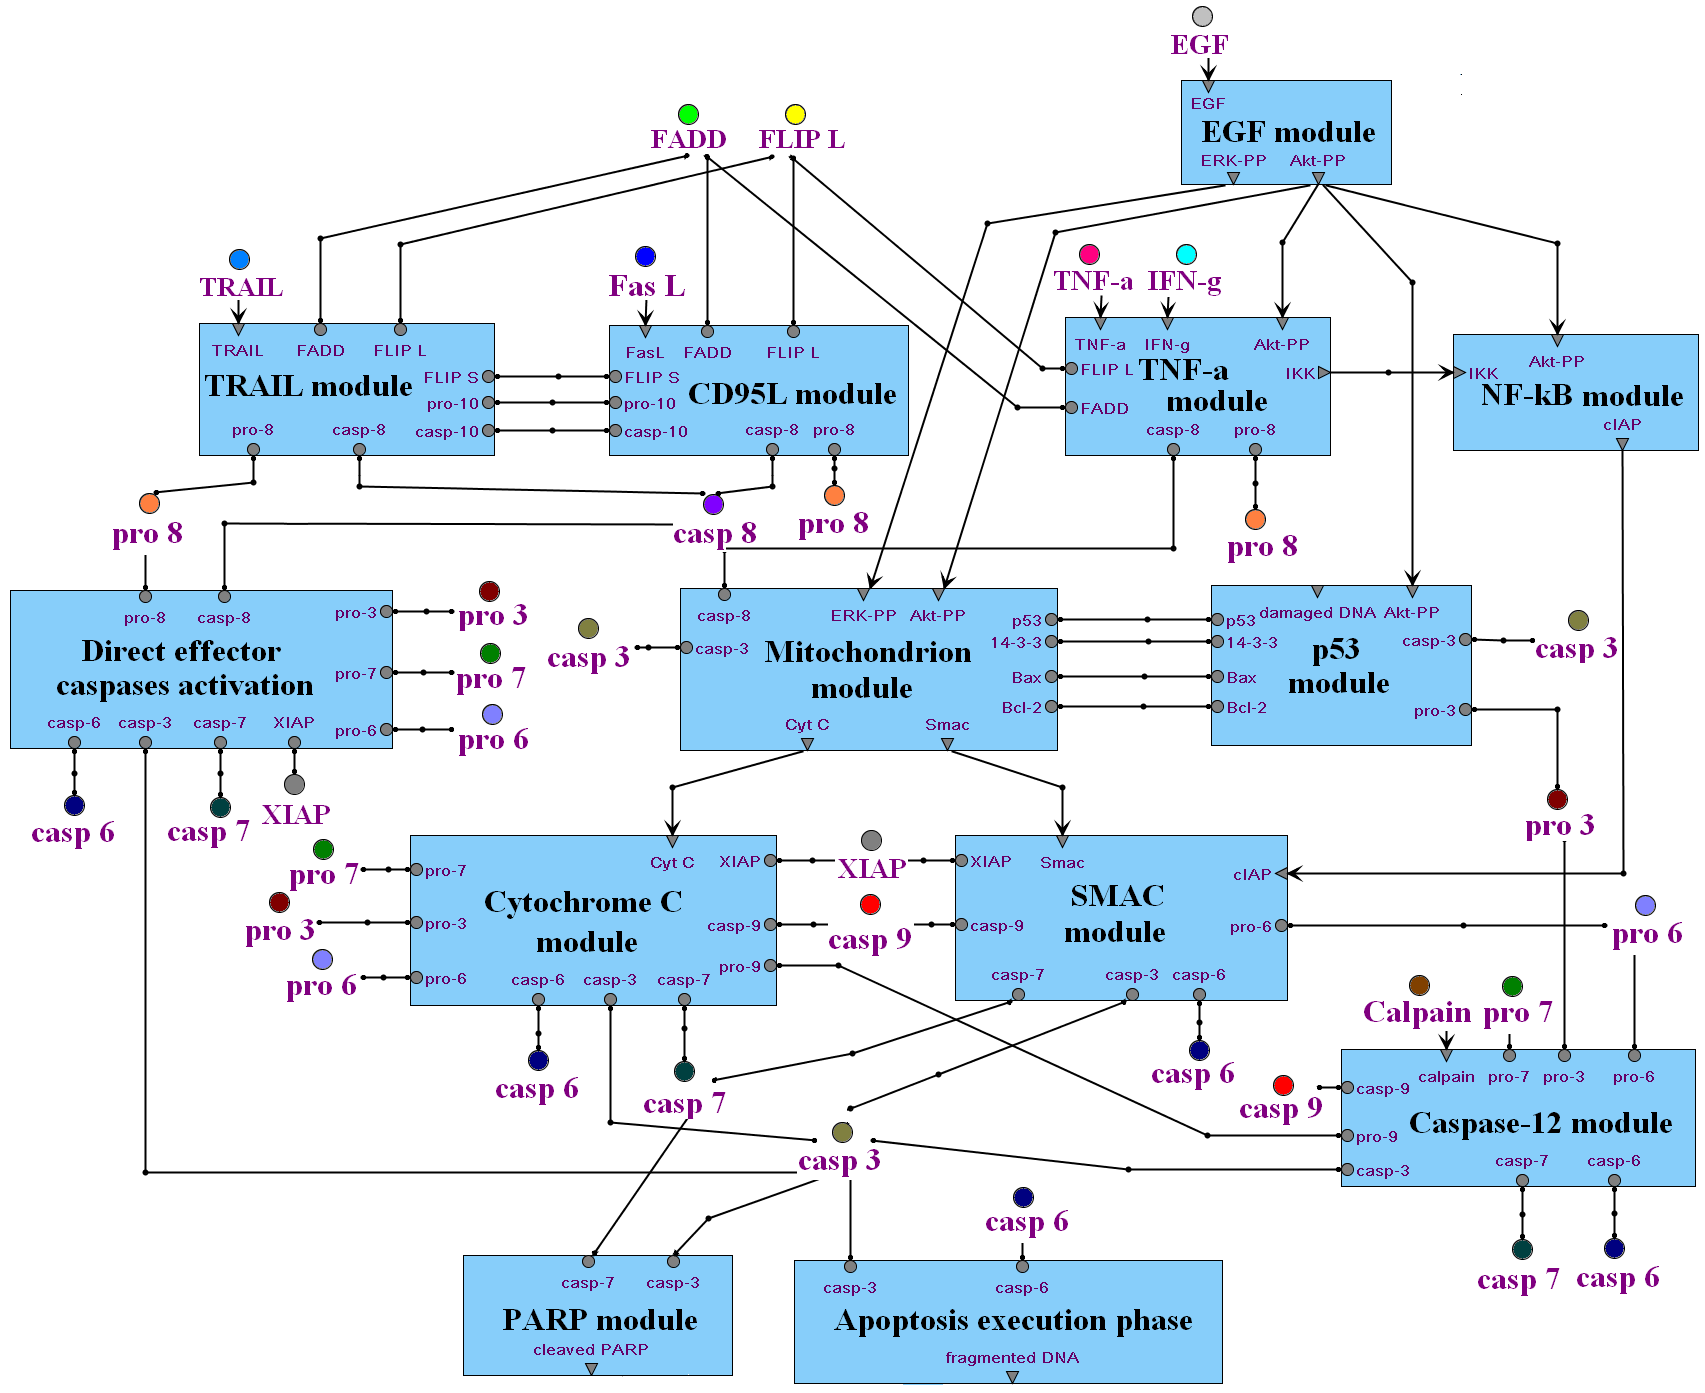 EGF
EGF
EGF module
ERK-PP Akt-PP
FADD FLIP L
TRAIL
Fas L
TNF-a IFN-g
TRAIL FADD FLIP L
TRAIL module
FLIP S
pro-10
casp-10
pro-8 casp-8
FasL FADD FLIP L
FLIP S
CD95L module
pro-10
casp-10
casp-8 pro-8
TNF-a IFN-g Akt-PP
FLIP L
TNF-a
module
IKK
FADD
casp-8 pro-8
Akt-PP
IKK
NF-kB module
cIAP
pro 8
casp 8
pro 8
pro 8
pro-8 casp-8
pro-3
Direct effector
caspases activation
pro-7
casp-6 casp-3 casp-7 XIAP
pro-6
pro 3
pro 7
pro 6
casp 3
casp-8 ERK-PP Akt-PP
p53
casp-3
14-3-3
Mitochondrion
module
Bax
Bcl-2
Cyt C Smac
damaged DNA Akt-PP
p53
casp-3
14-3-3
p53
module
Bax
Bcl-2
pro-3
casp 3
casp 6
casp 7
XIAP
pro 3
pro 7
pro 3
pro 6
Cyt C XIAP
pro-7
Cytochrome C
module
pro-3
casp-9
pro-9
pro-6
casp-6 casp-3 casp-7
XIAP
casp 9
XIAP Smac
cIAP
SMAC
module
casp-9
pro-6
casp-7 casp-3 casp-6
pro 6
Calpain pro 7
casp 6
casp 7
casp 6
casp 9
calpain pro-7 pro-3 pro-6
casp-9
Caspase-12 module
pro-9
casp-3
casp-7 casp-6
casp 3
casp 6
casp 7 casp 6
casp-7 casp-3
PARP module
cleaved PARP
casp-3 casp-6
Apoptosis execution phase
fragmented DNA